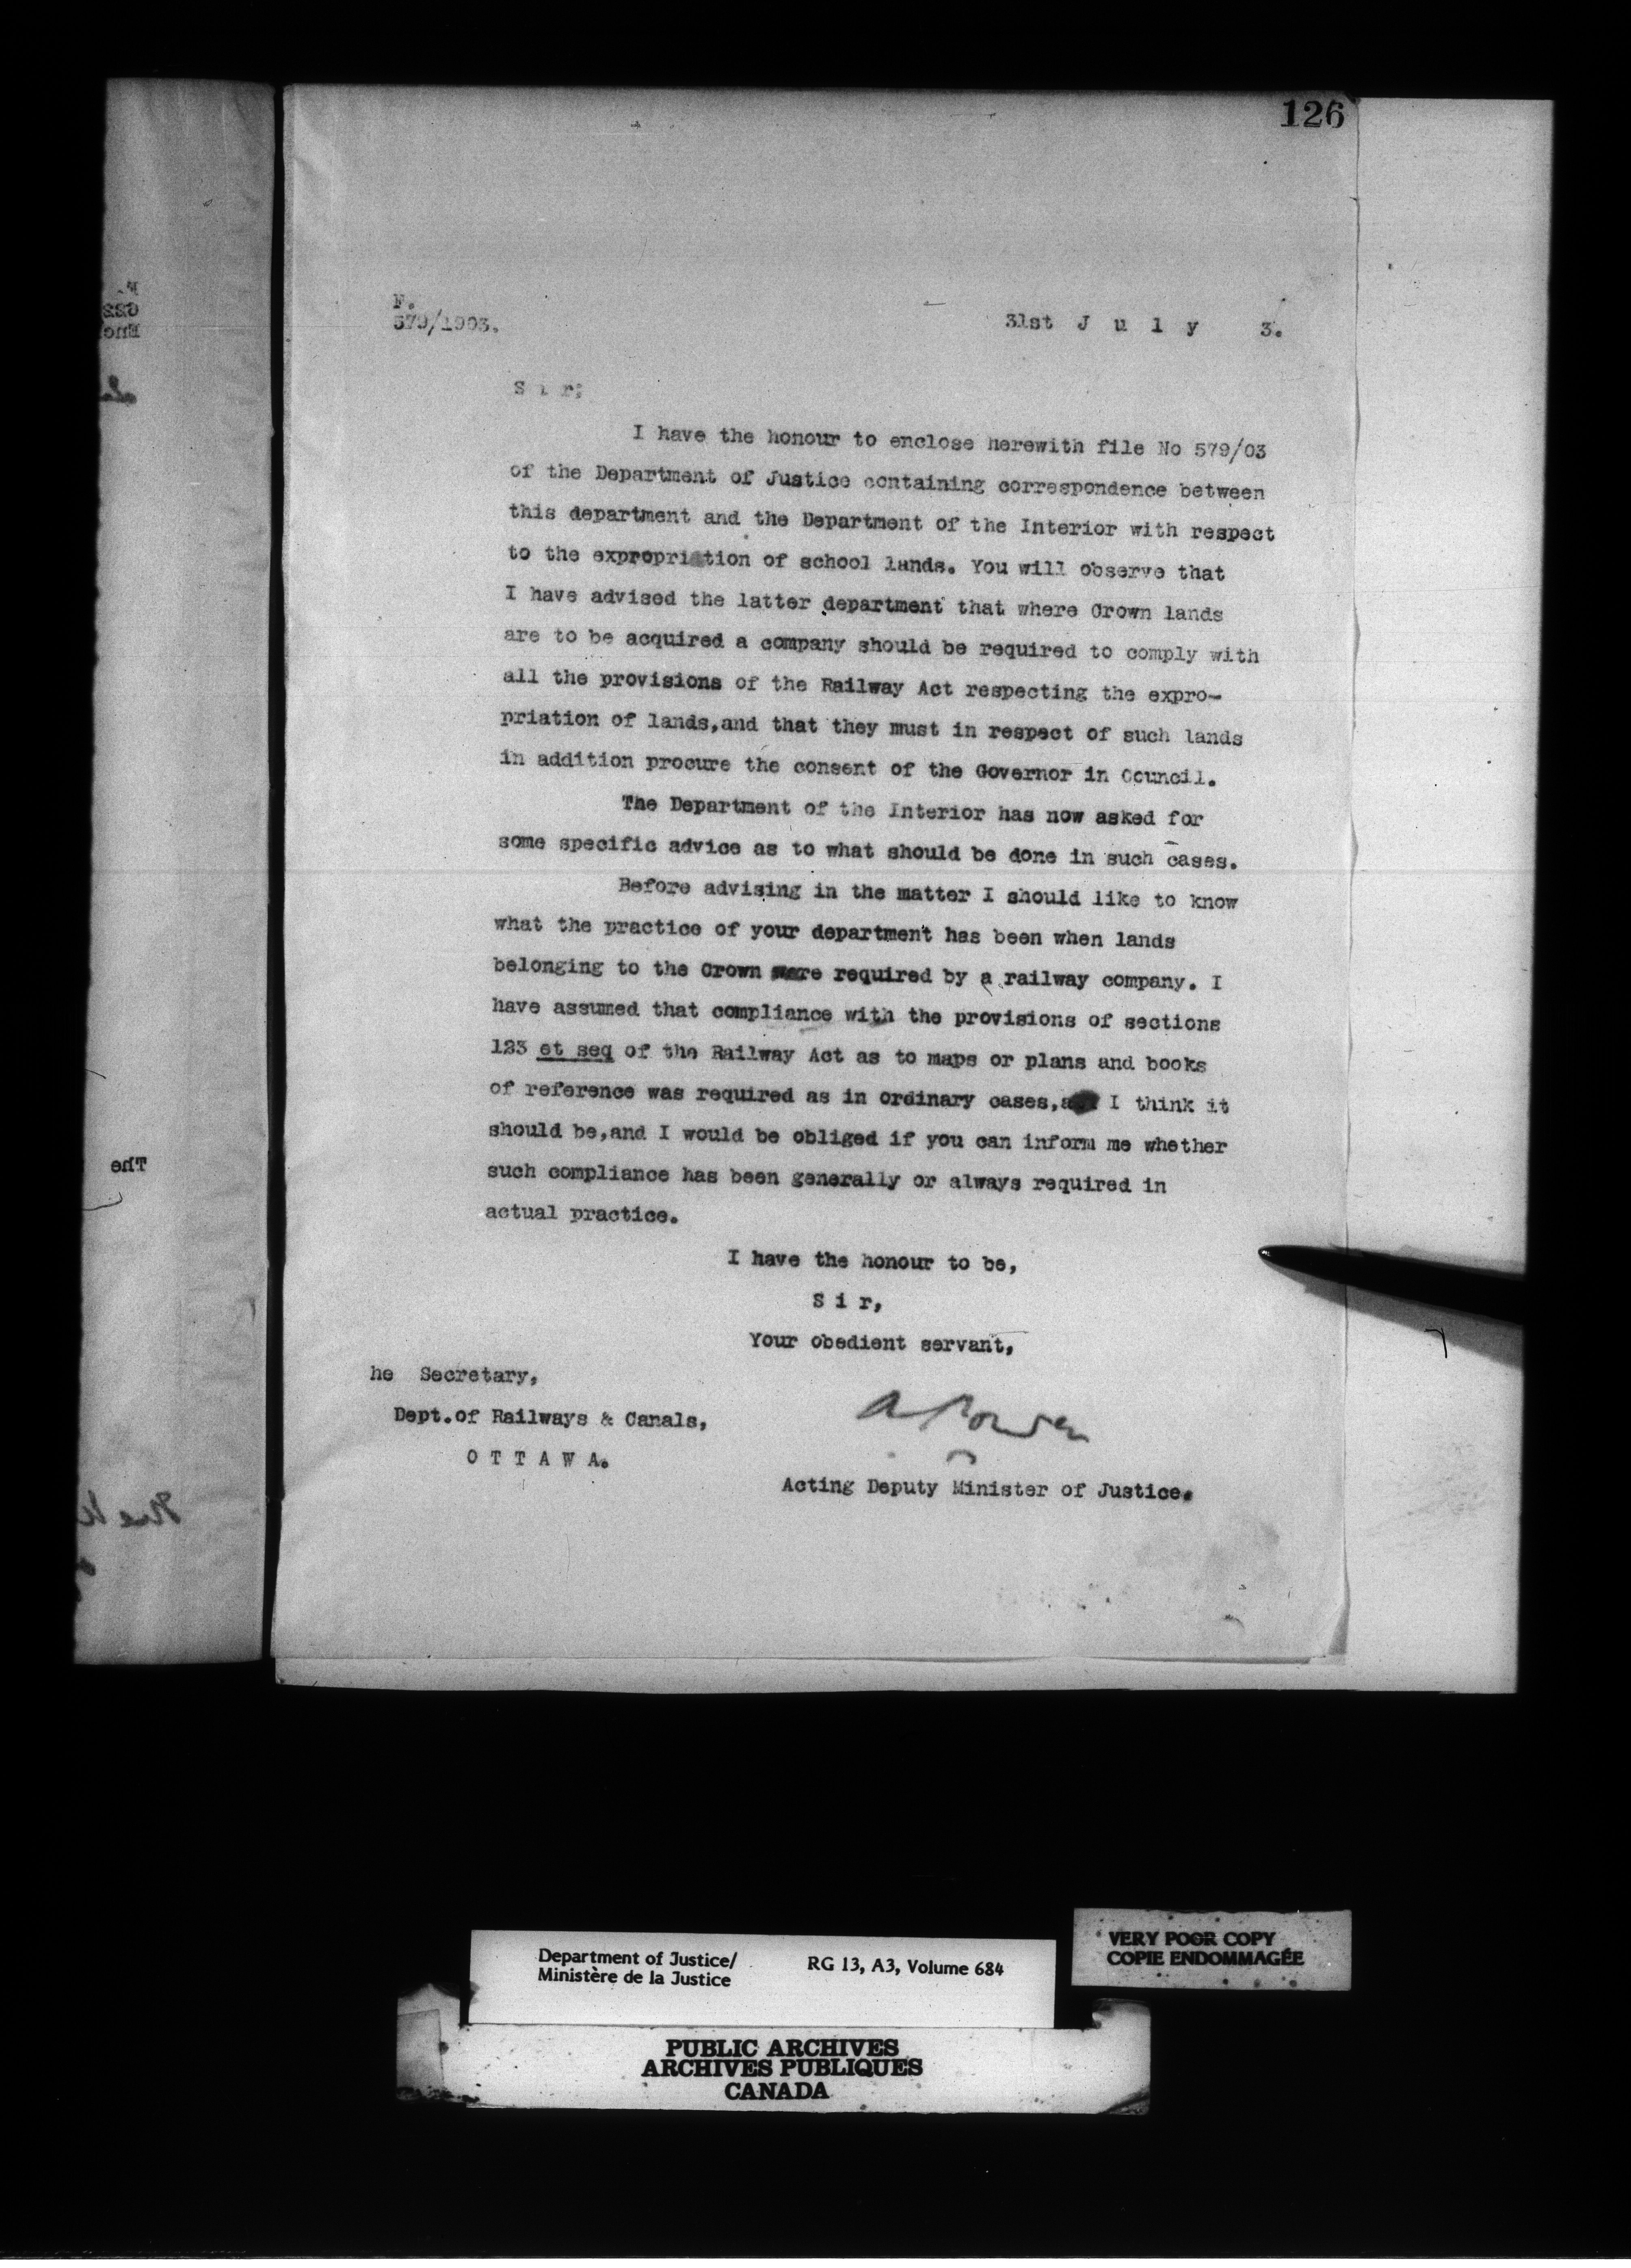 126
F.
579/1903.
31st J u l y 3.
S i r;
I have the honour to enclose herewith file No 579/03
of the Department of Justice containing correspondence between
this department and the Department of the Interior with respect
to the expropriation of school lands. You will observe that
I have advised the latter department that where Crown lands
are to be acquired a company should be required to comply with
all the provisions of the Railway Act respecting the expro-
priation of lands,and that they must in respect of such lands
in addition procure the consent of the Governor in Council.
The Department of the Interior has now asked for
some specific advice as to what should be done in such cases.
Before advising in the matter I should like to know
what the practice of your department has been when lands
belonging to the Crown were required by a railway company. I
have assumed that compliance with the provisions of sections
123 et seq of the Railway Act as to maps or plans and books
of reference was required as in ordinary cases, I think it
should be,and I would be obliged if you can inform me whether
such compliance has been generally or always required in
actual practice.
I have the honour to be,
S i r,
Your obedient servant,
he Secretary,
Dept.of Railways & Canals,
O T T A W A.
Acting Deputy Minister of Justice.
The
Department of Justice/
Ministère de la Justice
RG 13, A3, Volume 684
VERY POOR COPY
COPIE ENDOMMAGÉE
PUBLIC ARCHIVES
ARCHIVES PUBLIQUES
CANADA